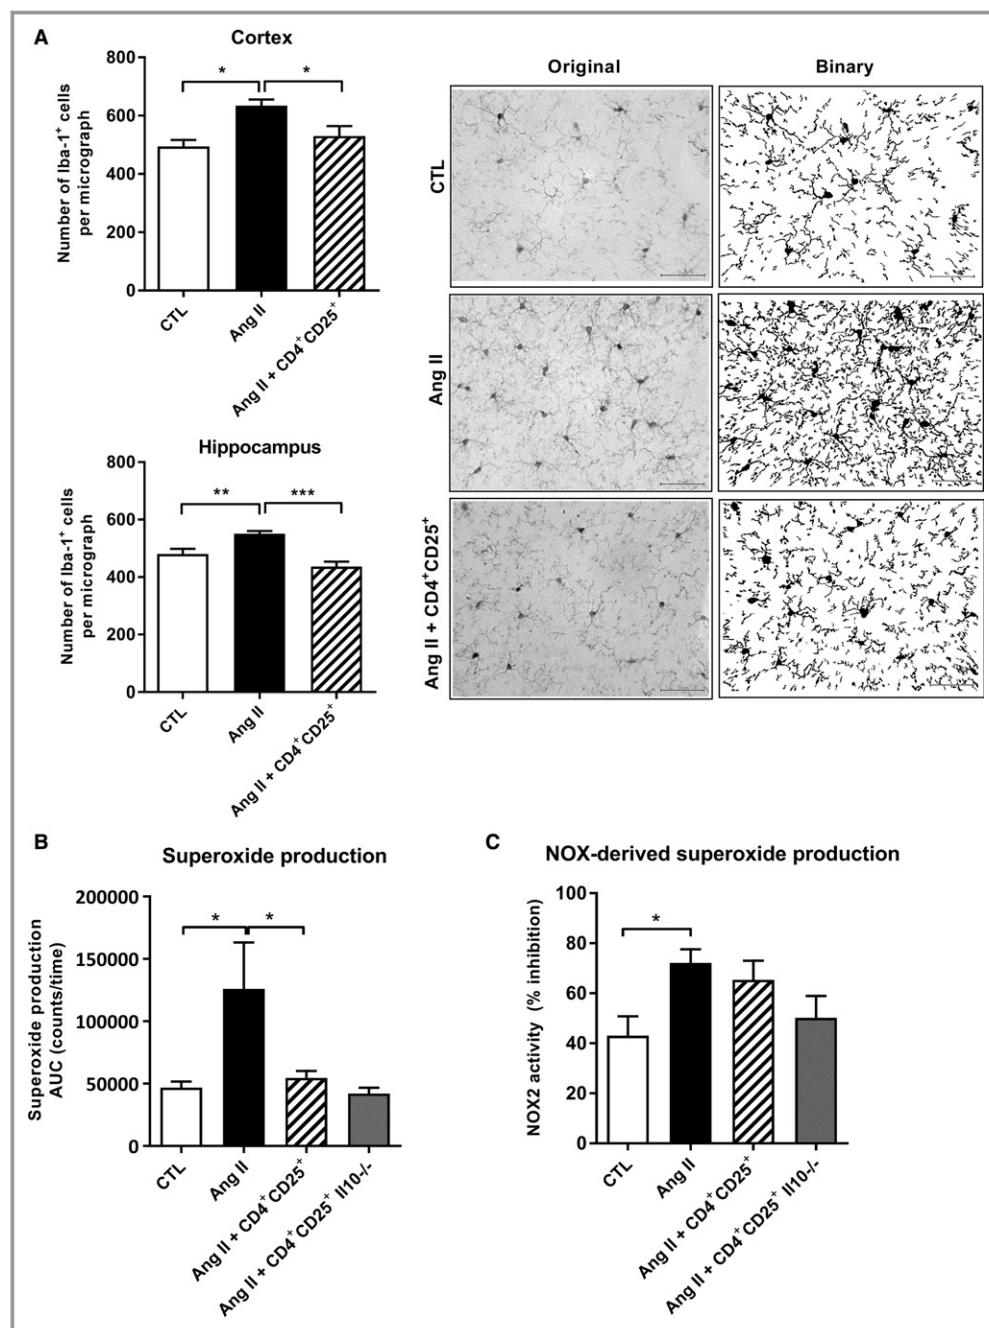 A
Cortex
800
600
400
200
0
Number of Iba-1⁺ cells
per micrograph
*
*
CTL
Ang II
Ang II + CD4⁺CD25⁺
Hippocampus
800
600
400
200
0
Number of Iba-1⁺ cells
per micrograph
**
***
CTL
Ang II
Ang II + CD4⁺CD25⁺
Original
Binary
CTL
Ang II
Ang II + CD4⁺CD25⁺
B
Superoxide production
200000
150000
100000
50000
0
Superoxide production
AUC (counts/time)
*
*
CTL
Ang II
Ang II + CD4⁺CD25⁺
Ang II + CD4⁺CD25⁺ Il10-/-
C
NOX-derived superoxide production
100
80
60
40
20
0
NOX2 activity (% inhibition)
*
CTL
Ang II
Ang II + CD4⁺CD25⁺
Ang II + CD4⁺CD25⁺ Il10-/-